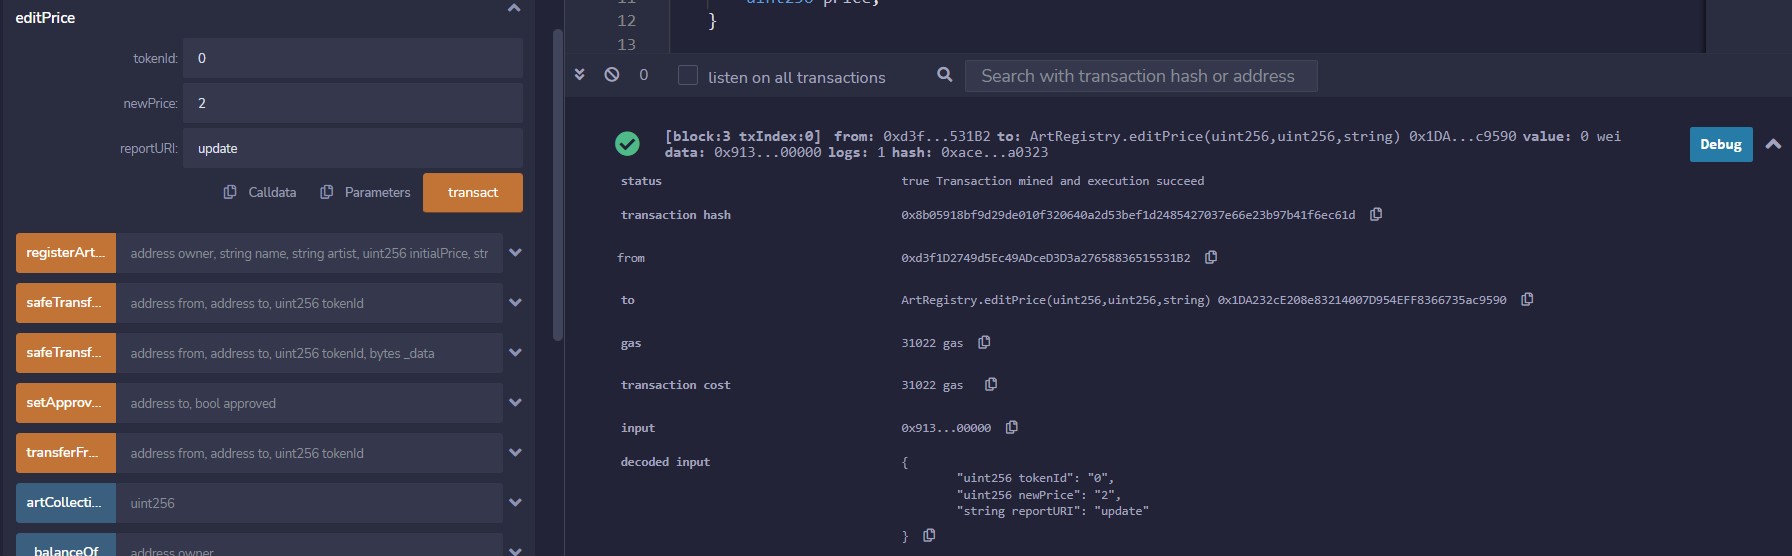 editPrice
tokenId: 0
newPrice: 2
reportURI: update
Calldata Parameters transact
registerArt... address owner, string name, string artist, uint256 initialPrice, str
safeTransf... address from, address to, uint256 tokenId
safeTransf... address from, address to, uint256 tokenId, bytes _data
setApprov... address to, bool approved
transferFr... address from, address to, uint256 tokenId
artCollecti... uint256
balanceOf address owner
11 uint256 price;
12 }
13
0 listen on all transactions Search with transaction hash or address
[block:3 txIndex:0] from: 0xd3f...531B2 to: ArtRegistry.editPrice(uint256,uint256,string) 0x1DA...c9590 value: 0 wei
data: 0x913...00000 logs: 1 hash: 0xace...a0323
Debug
status true Transaction mined and execution succeed
transaction hash 0x8b05918bf9d29de010f320640a2d53bef1d2485427037e66e23b97b41f6ec61d
from 0xd3f1D2749d5Ec49ADceD3D3a27658836515531B2
to ArtRegistry.editPrice(uint256,uint256,string) 0x1DA232cE208e83214007D954EFF8366735ac9590
gas 31022 gas
transaction cost 31022 gas
input 0x913...00000
decoded input {
"uint256 tokenId": "0",
"uint256 newPrice": "2",
"string reportURI": "update"
}